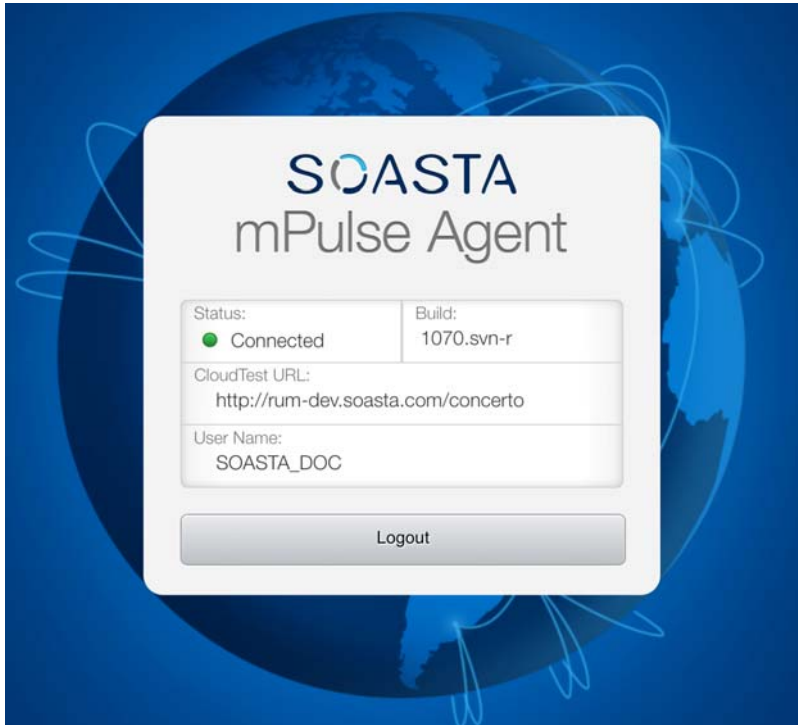 SOASTA
mPulse Agent
Status:
Connected
Build:
1070.svn-r
CloudTest URL:
http://rum-dev.soasta.com/concerto
User Name:
SOASTA_DOC
Logout